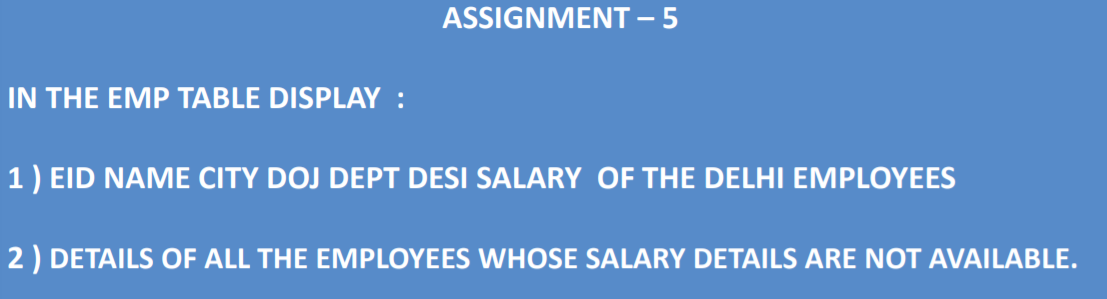 ASSIGNMENT – 5
IN THE EMP TABLE DISPLAY :
1 ) EID NAME CITY DOJ DEPT DESI SALARY OF THE DELHI EMPLOYEES
2 ) DETAILS OF ALL THE EMPLOYEES WHOSE SALARY DETAILS ARE NOT AVAILABLE.